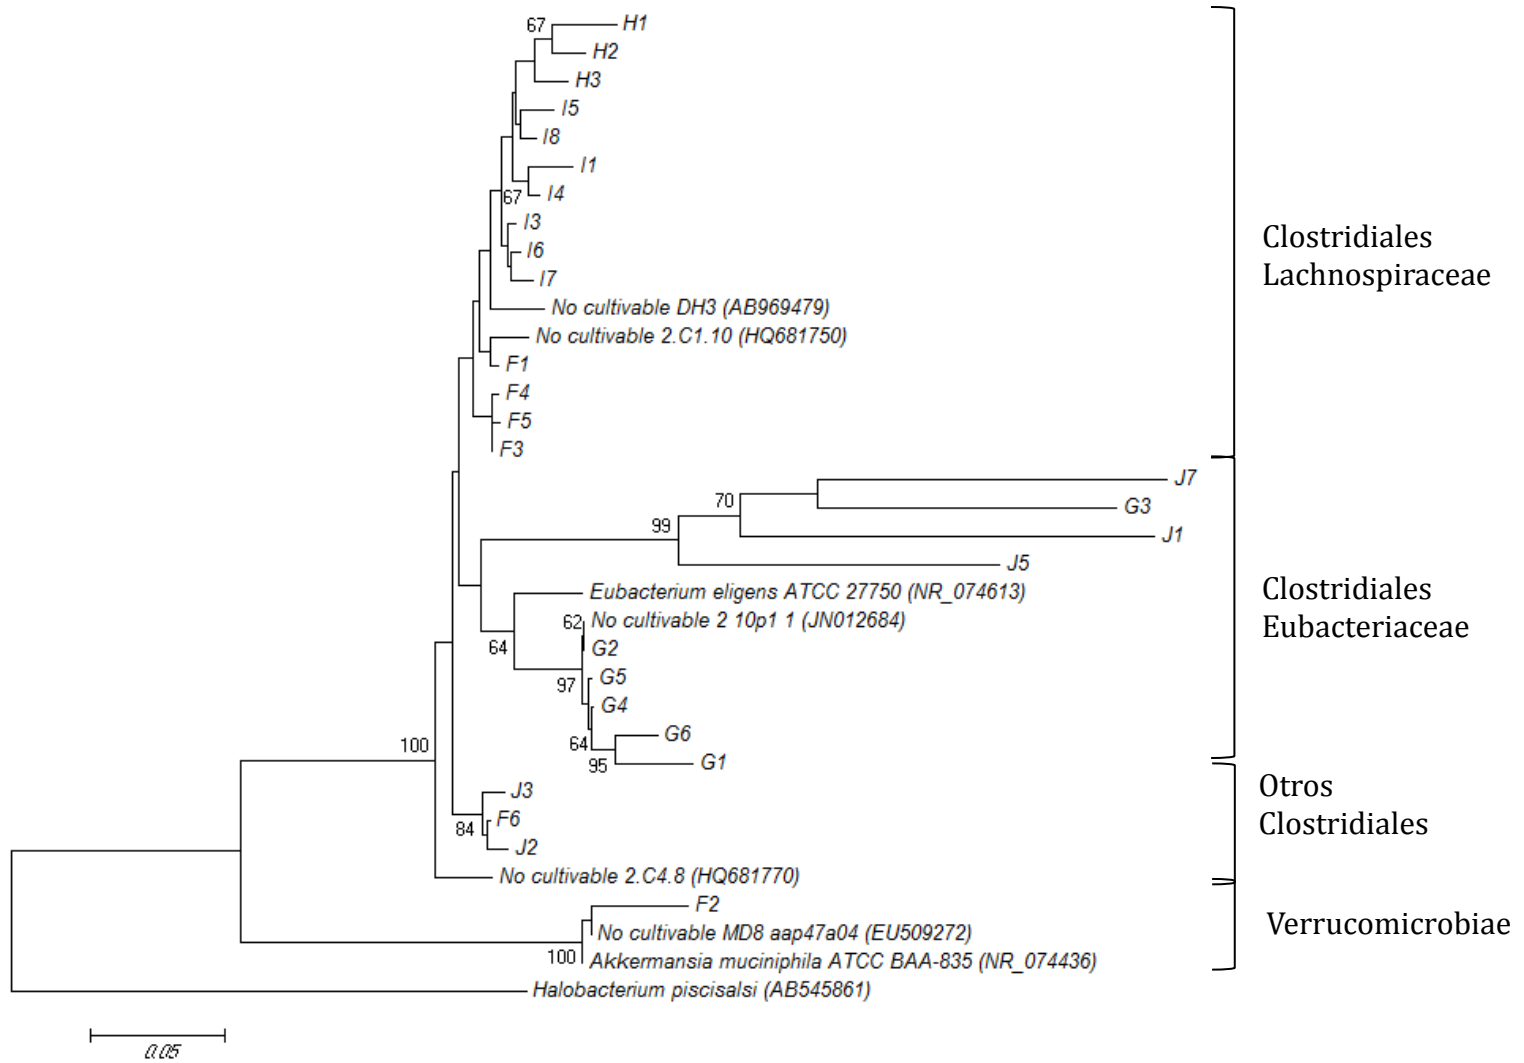 67
H1
H2
H3
I5
I8
I1
67
I4
I3
I6
I7
No cultivable DH3 (AB969479)
No cultivable 2.C1.10 (HQ681750)
F1
F4
F5
F3
Clostridiales
Lachnospiraceae
J7
70
G3
99
J1
J5
Eubacterium eligens ATCC 27750 (NR_074613)
62
No cultivable 2 10p1 1 (JN012684)
64
G2
97
G5
G4
64
G6
95
G1
Clostridiales
Eubacteriaceae
100
J3
84
F6
J2
No cultivable 2.C4.8 (HQ681770)
Otros
Clostridiales
F2
No cultivable MD8 aap47a04 (EU509272)
100
Akkermansia muciniphila ATCC BAA-835 (NR_074436)
Verrucomicrobiae
Halobacterium piscisalsi (AB545861)
0.05